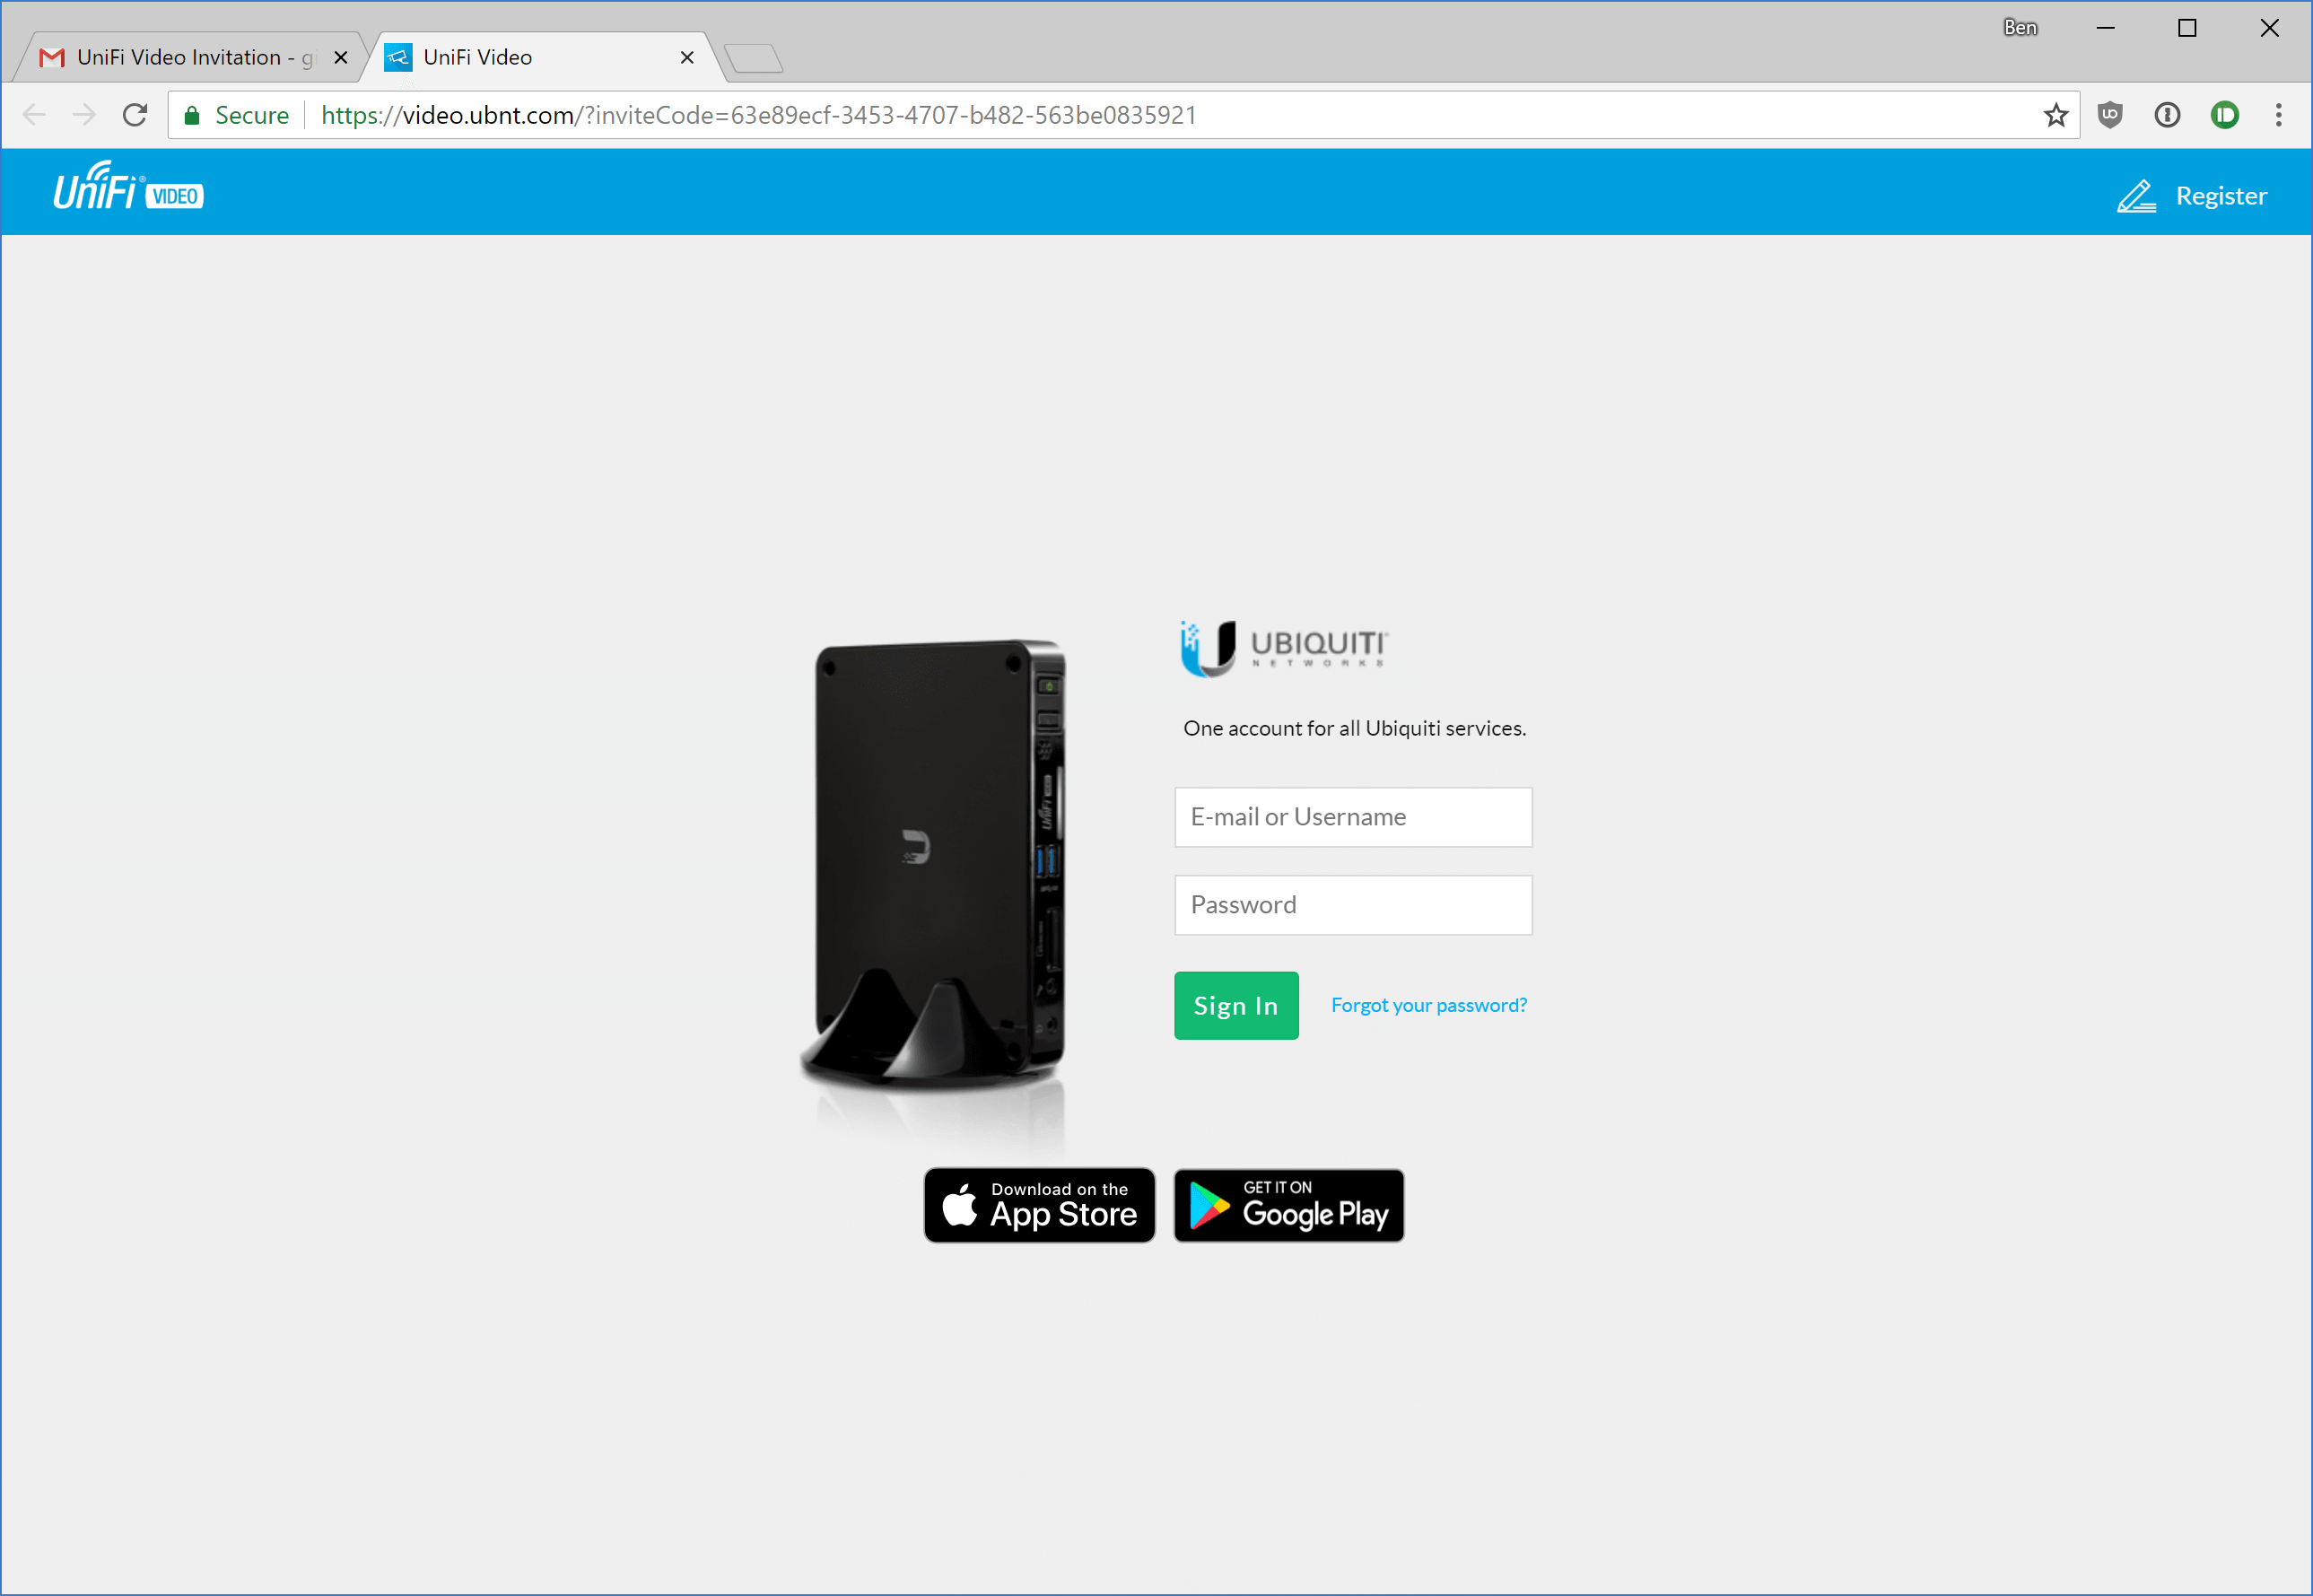 Ben
UniFi Video Invitation - g
UniFi Video
Secure
https://video.ubnt.com/?inviteCode=63e89ecf-3453-4707-b482-563be0835921
UniFi VIDEO
Register
UBIQUITI
NETWORKS
One account for all Ubiquiti services.
E-mail or Username
Password
Sign In
Forgot your password?
Download on the
App Store
GET IT ON
Google Play